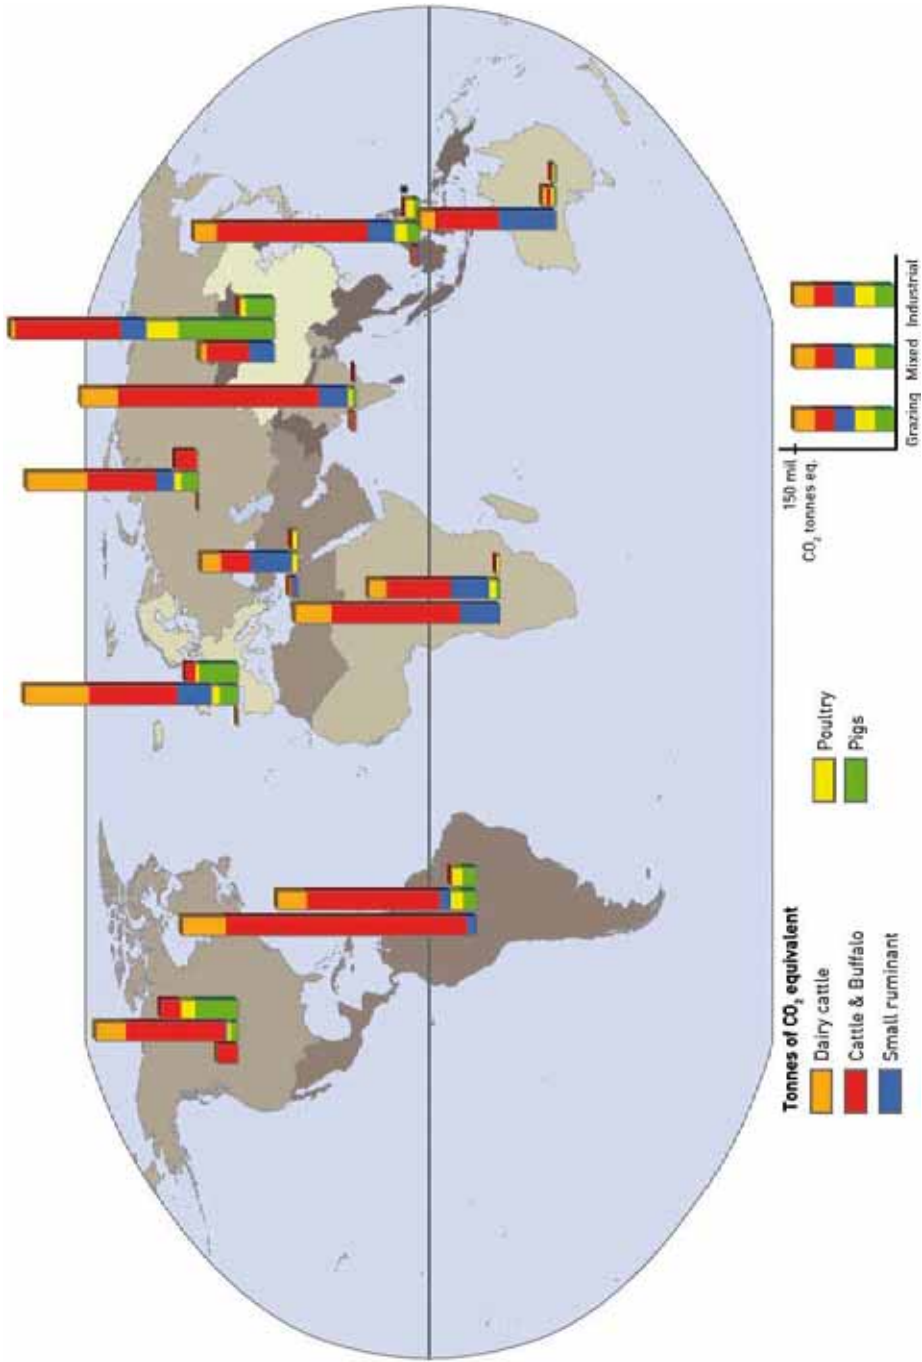 Tonnes of CO₂ equivalent
Dairy cattle
Cattle & Buffalo
Small ruminant
Poultry
Pigs
150 mil
CO₂ tonnes eq.
Grazing Mixed Industrial